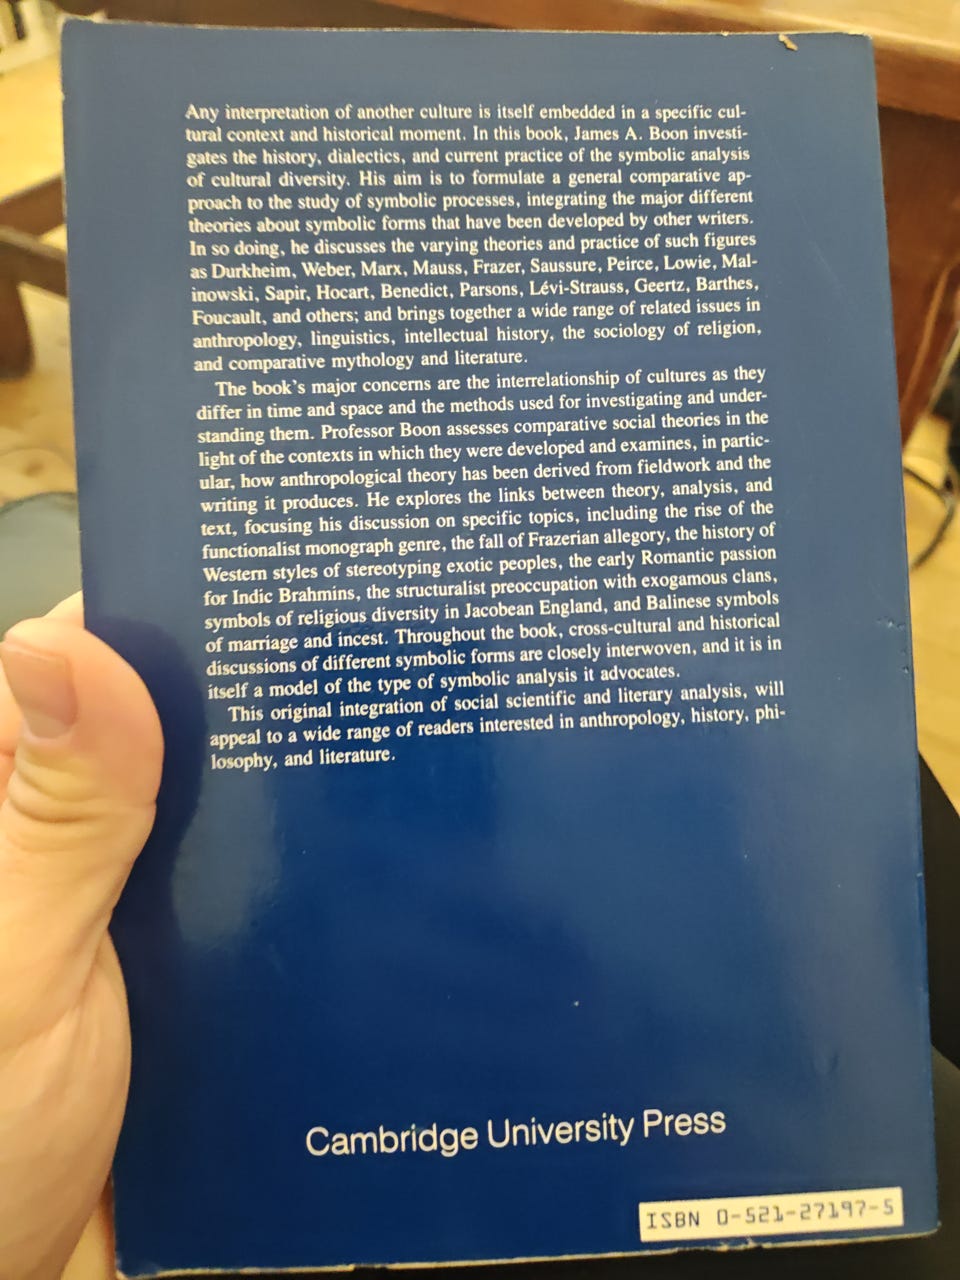 Any interpretation of another culture is itself embedded in a specific cul-
tural context and historical moment. In this book, James A. Boon investi-
gates the history, dialectics, and current practice of the symbolic analysis
of cultural diversity. His aim is to formulate a general comparative ap-
proach to the study of symbolic processes, integrating the major different
theories about symbolic forms that have been developed by other writers.
In so doing, he discusses the varying theories and practice of such figures
as Durkheim, Weber, Marx, Mauss, Frazer, Saussure, Peirce, Lowie, Mal-
inowski, Sapir, Hocart, Benedict, Parsons, Lévi-Strauss, Geertz, Barthes,
Foucault, and others; and brings together a wide range of related issues in
anthropology, linguistics, intellectual history, the sociology of religion,
and comparative mythology and literature.
The book's major concerns are the interrelationship of cultures as they
differ in time and space and the methods used for investigating and under-
standing them. Professor Boon assesses comparative social theories in the
light of the contexts in which they were developed and examines, in partic-
ular, how anthropological theory has been derived from fieldwork and the
writing it produces. He explores the links between theory, analysis, and
text, focusing his discussion on specific topics, including the rise of the
functionalist monograph genre, the fall of Frazerian allegory, the history of
Western styles of stereotyping exotic peoples, the early Romantic passion
for Indic Brahmins, the structuralist preoccupation with exogamous clans,
symbols of religious diversity in Jacobean England, and Balinese symbols
of marriage and incest. Throughout the book, cross-cultural and historical
discussions of different symbolic forms are closely interwoven, and it is in
itself a model of the type of symbolic analysis it advocates.
This original integration of social scientific and literary analysis, will
appeal to a wide range of readers interested in anthropology, history, phi-
losophy, and literature.
Cambridge University Press
ISBN 0-521-27197-5